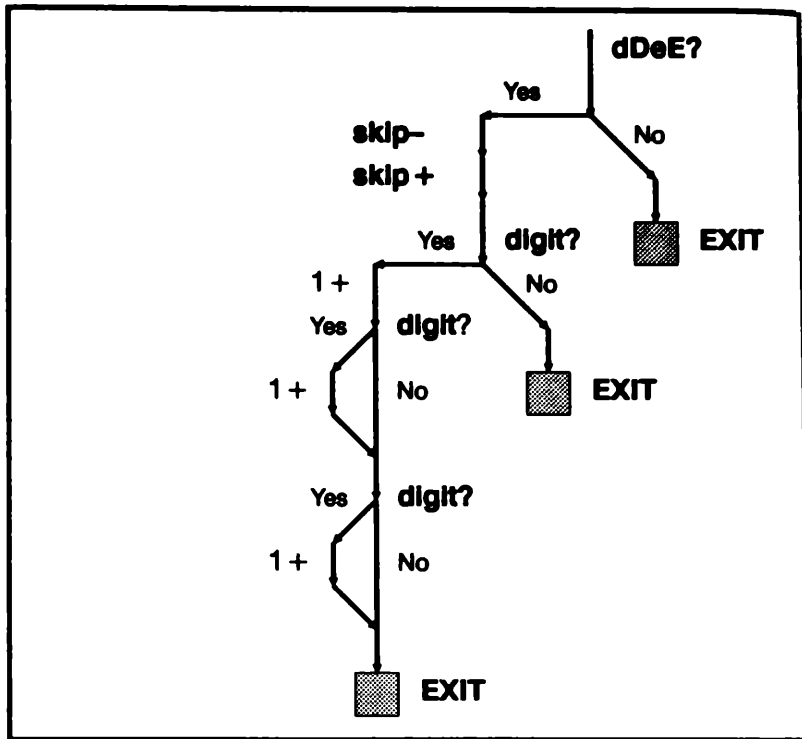 dDeE?
Yes
No
skip–
skip +
EXIT
Yes
digit?
No
1 +
Yes
digit?
EXIT
1 +
No
Yes
digit?
1 +
No
EXIT